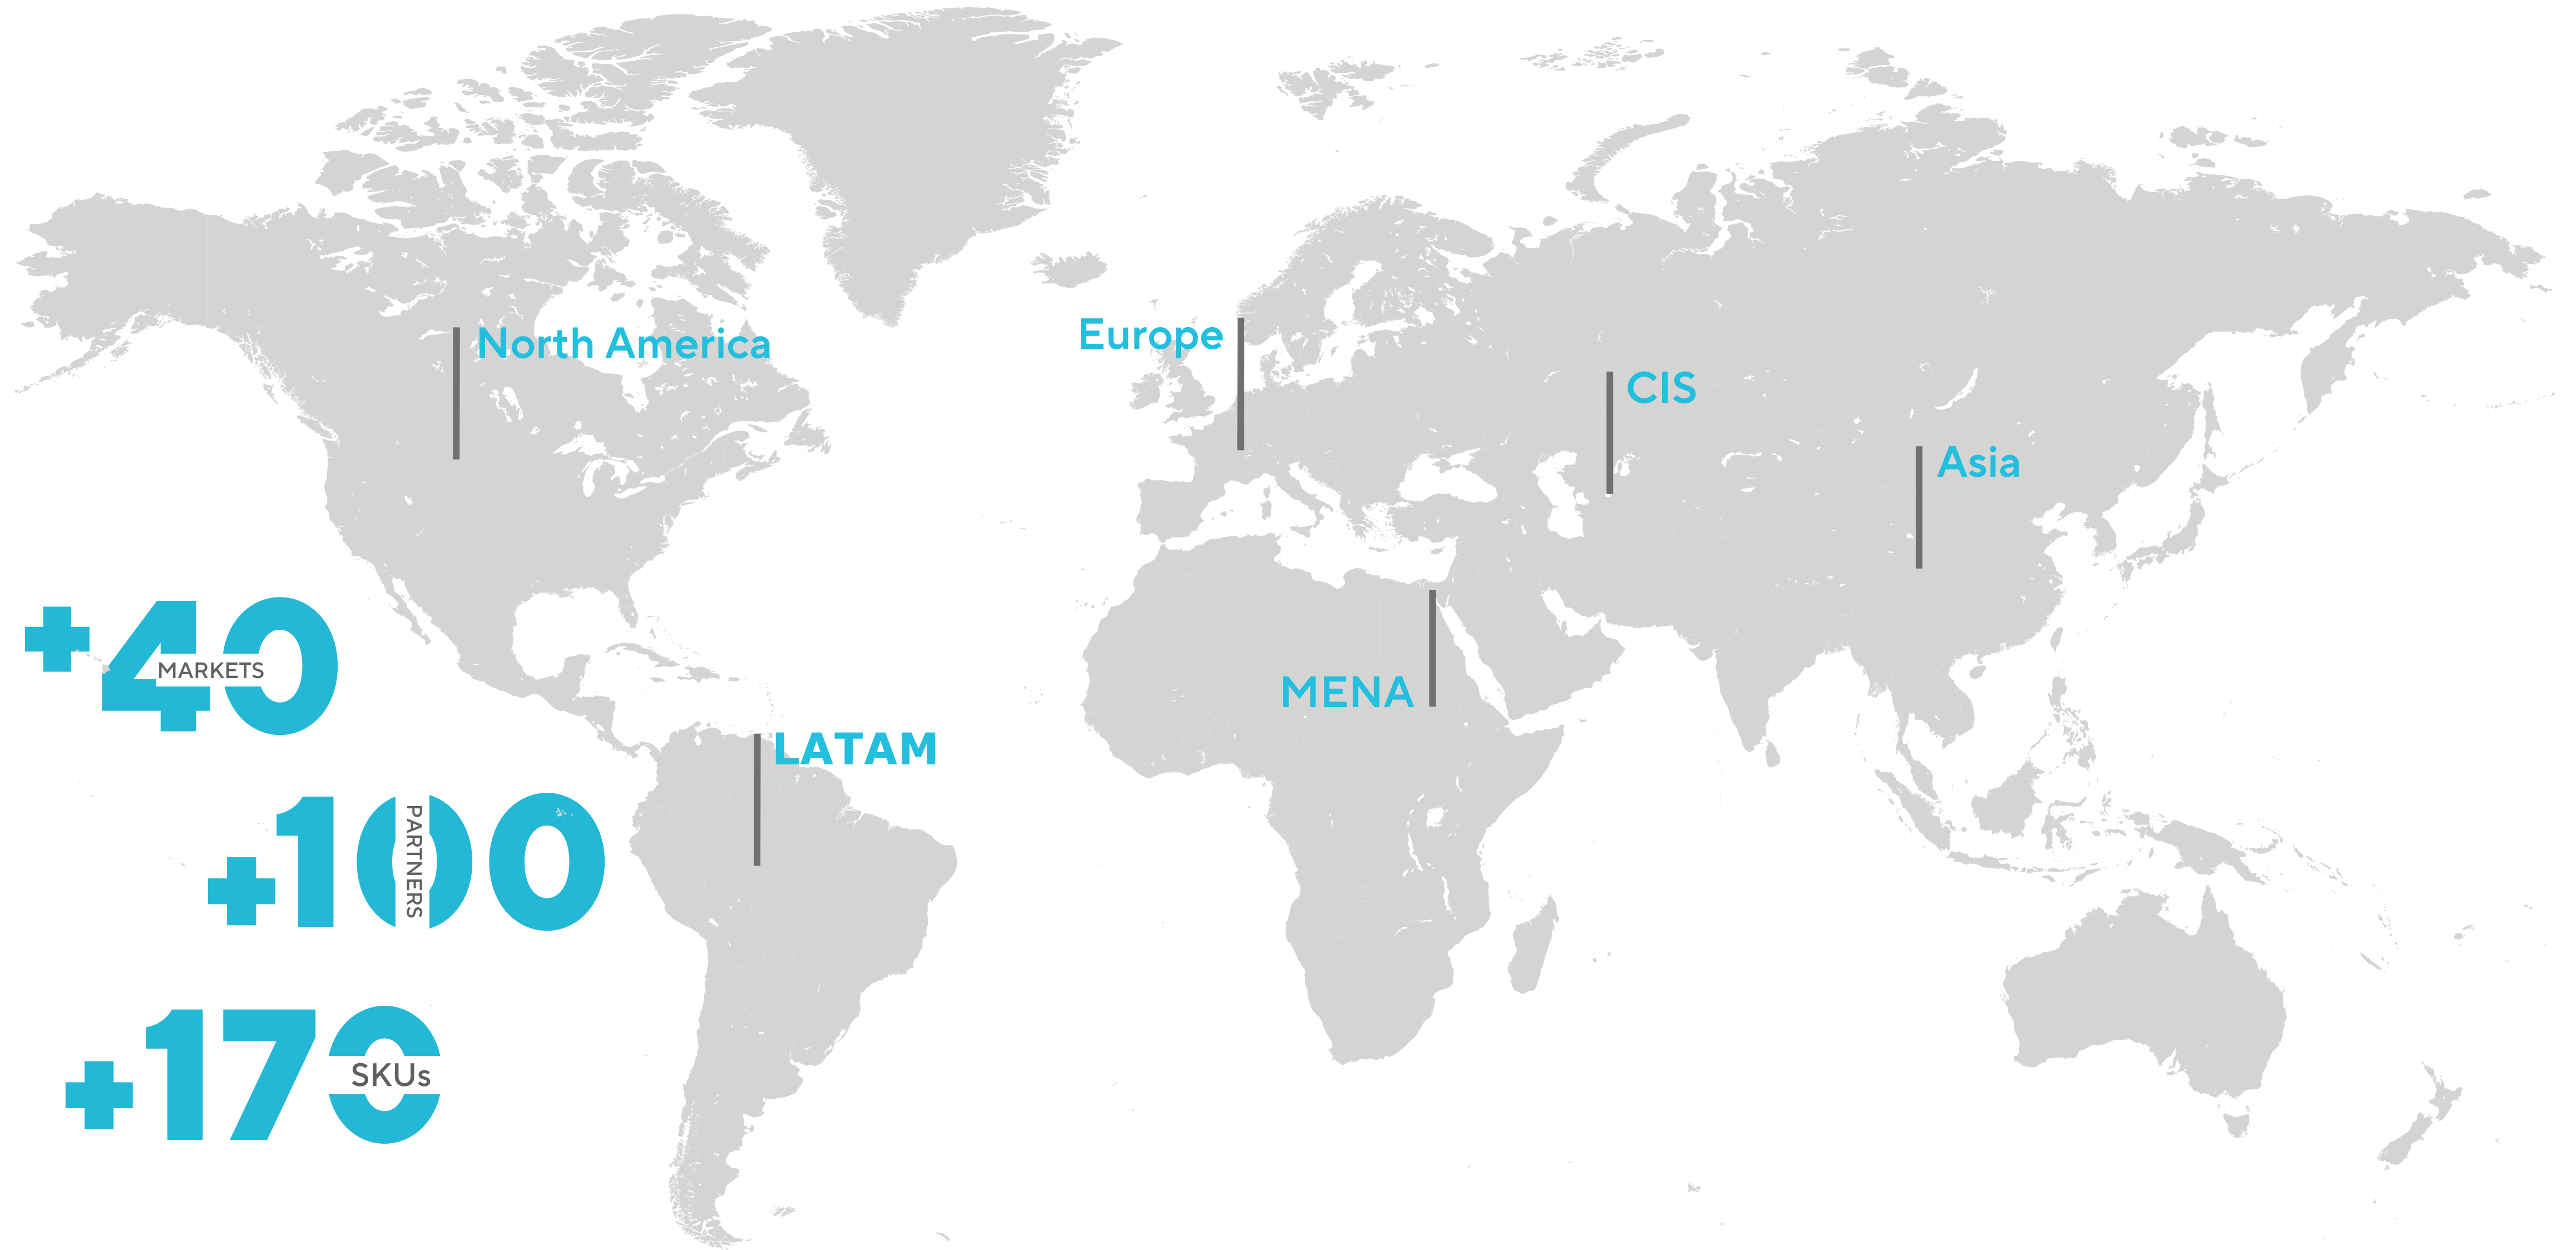 North America
Europe
CIS
Asia
MENA
LATAM
+40
MARKETS
+100
PARTNERS
+170
SKUs